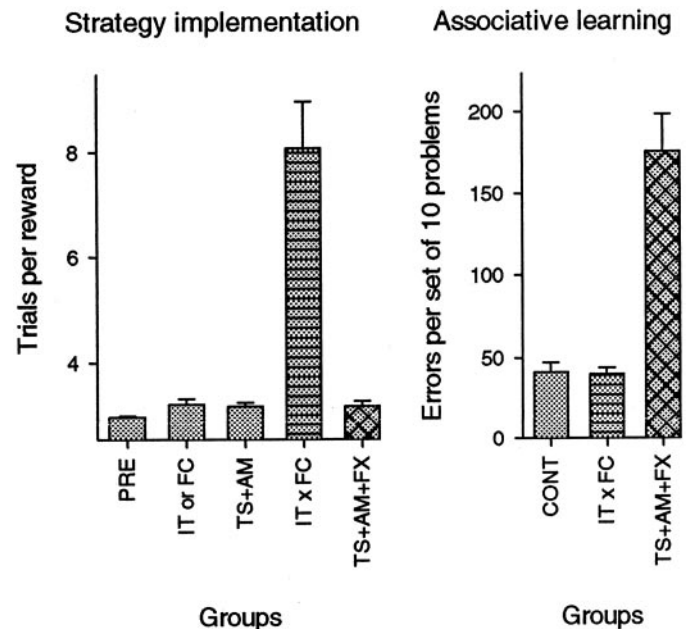 Strategy implementation
Trials per reward
8
6
4
PRE
IT or FC
TS+AM
IT x FC
TS+AM+FX
Groups
Associative learning
Errors per set of 10 problems
200
150
100
50
0
CONT
IT x FC
TS+AM+FX
Groups